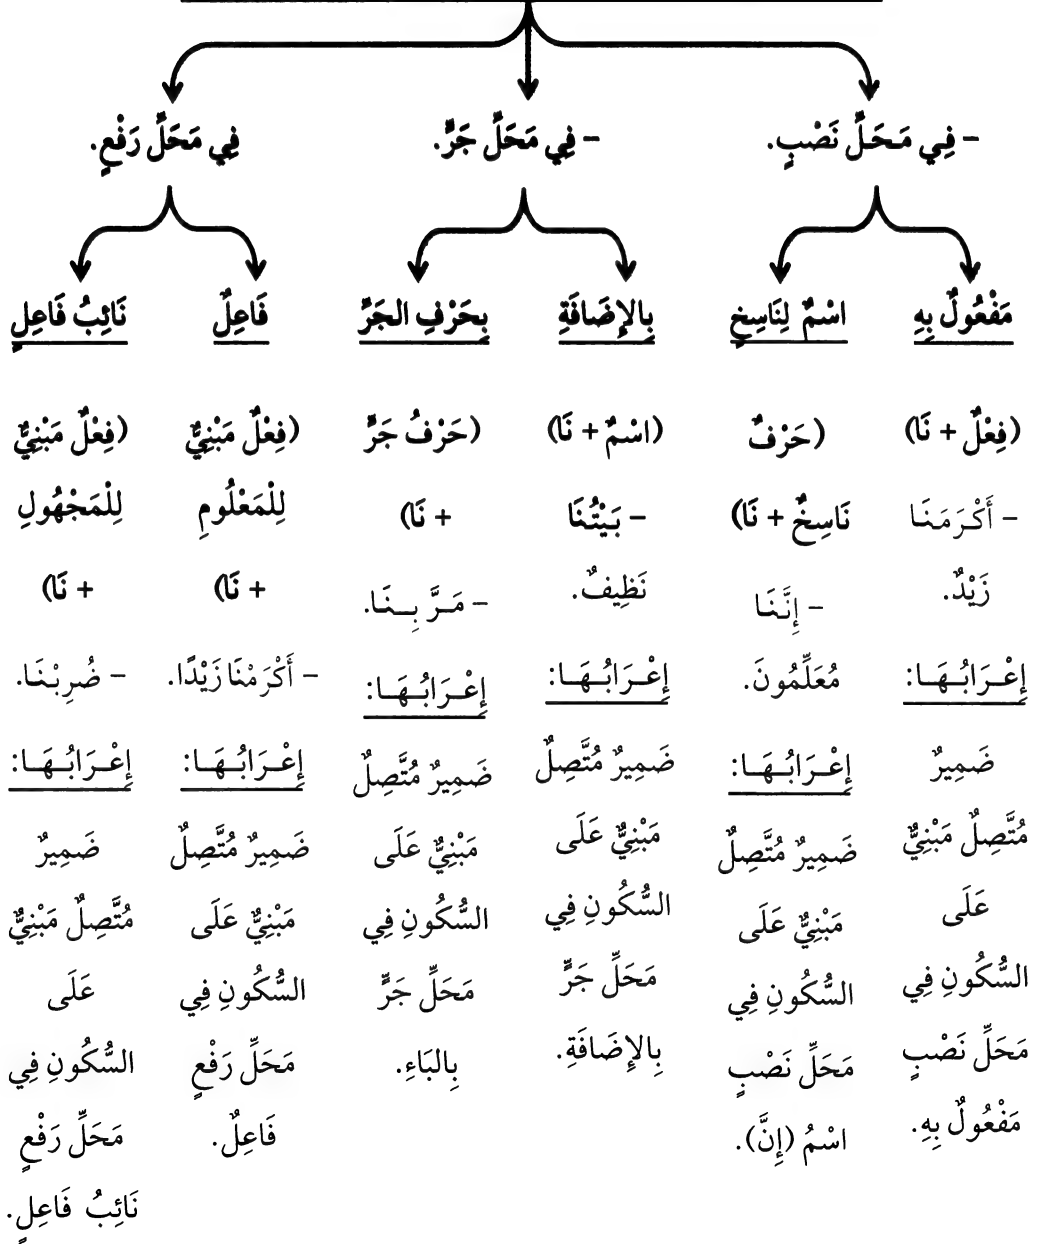 - فِي مَحَلِّ نَصْبٍ.
- فِي مَحَلِّ جَرٍّ.
فِي مَحَلِّ رَفْعٍ.
مَفْعُولٌ بِهِ
(فِعْلٌ + نَا)
- أَكْرَمَنَا
زَيْدٌ.
إِعْرَابُهَا:
ضَمِيرٌ
مُتَّصِلٌ مَبْنِيٌّ
عَلَى
السُّكُونِ فِي
مَحَلِّ نَصْبٍ
مَفْعُولٌ بِهِ.
اسْمٌ لِنَاسِخٍ
(حَرْفٌ
نَاسِخٌ + نَا)
- إِنَّنَا
مُعَلِّمُونَ.
إِعْرَابُهَا:
ضَمِيرٌ مُتَّصِلٌ
مَبْنِيٌّ عَلَى
السُّكُونِ فِي
مَحَلِّ نَصْبٍ
اسْمُ (إِنَّ).
بِالإِضَافَةِ
(اسْمٌ + نَا)
- بَيْتُنَا
نَظِيفٌ.
إِعْرَابُهَا:
ضَمِيرٌ مُتَّصِلٌ
مَبْنِيٌّ عَلَى
السُّكُونِ فِي
مَحَلِّ جَرٍّ
بِالإِضَافَةِ.
بِحَرْفِ الجَرِّ
(حَرْفُ جَرٍّ
+ نَا)
- مَرَّ بِنَا.
إِعْرَابُهَا:
ضَمِيرٌ مُتَّصِلٌ
مَبْنِيٌّ عَلَى
السُّكُونِ فِي
مَحَلِّ جَرٍّ
بِالبَاءِ.
فَاعِلٌ
(فِعْلٌ مَبْنِيٌّ
لِلْمَعْلُومِ
+ نَا)
- أَكْرَمْنَا زَيْدًا.
إِعْرَابُهَا:
ضَمِيرٌ مُتَّصِلٌ
مَبْنِيٌّ عَلَى
السُّكُونِ فِي
مَحَلِّ رَفْعٍ
فَاعِلٌ.
نَائِبُ فَاعِلٍ
(فِعْلٌ مَبْنِيٌّ
لِلْمَجْهُولِ
+ نَا)
- ضُرِبْنَا.
إِعْرَابُهَا:
ضَمِيرٌ
مُتَّصِلٌ مَبْنِيٌّ
عَلَى
السُّكُونِ فِي
مَحَلِّ رَفْعٍ
نَائِبُ فَاعِلٍ.